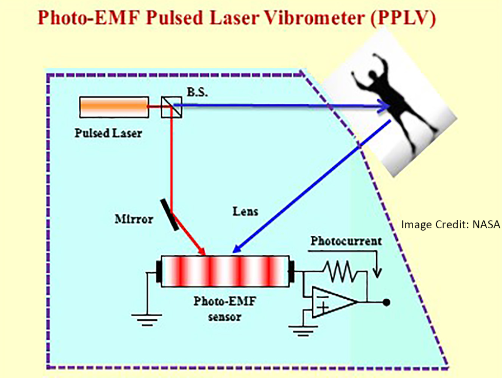 Photo-EMF Pulsed Laser Vibrometer (PPLV)
B.S.
Pulsed Laser
Mirror
Lens
Image Credit: NASA
Photocurrent
Photo-EMF
sensor